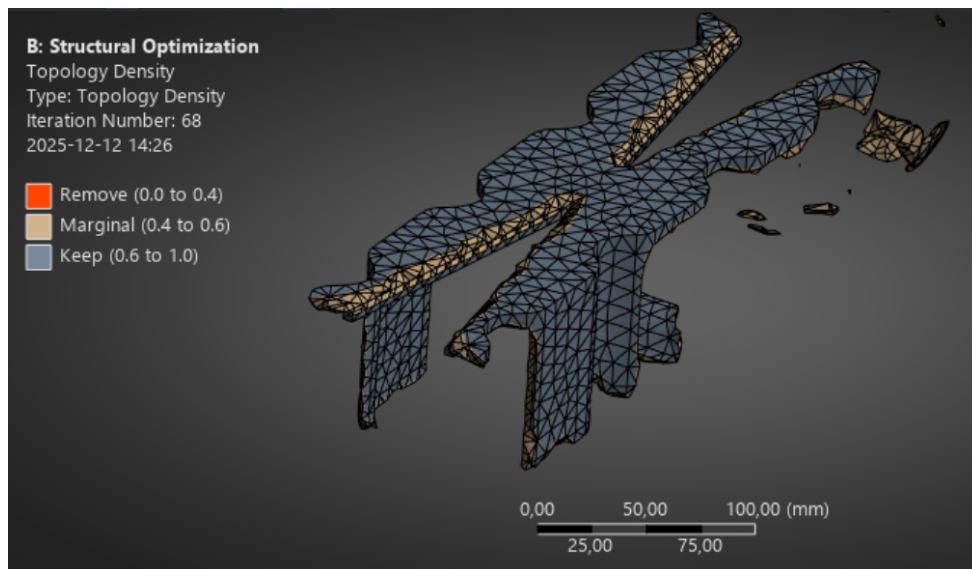 B: Structural Optimization
Topology Density
Type: Topology Density
Iteration Number: 68
2025-12-12 14:26
Remove (0.0 to 0.4)
Marginal (0.4 to 0.6)
Keep (0.6 to 1.0)
0,00 50,00 100,00 (mm)
25,00 75,00